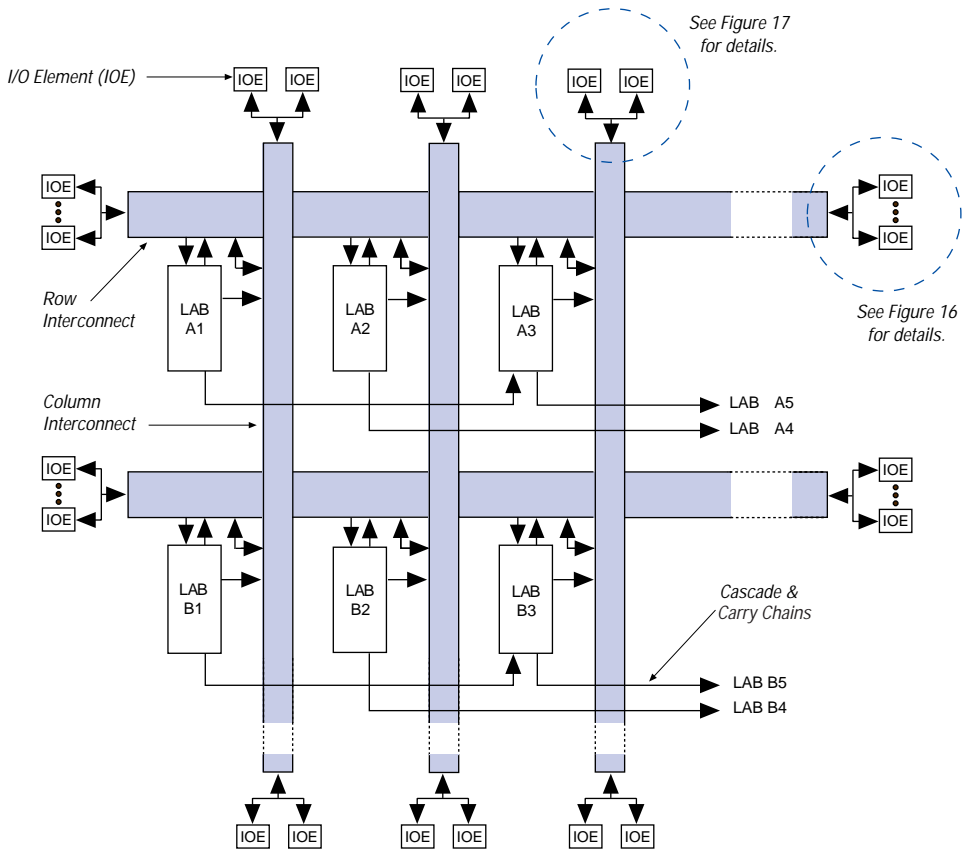 See Figure 17
for details.
I/O Element (IOE)
IOE IOE IOE IOE IOE IOE
IOE IOE
IOE IOE
LAB
A1
LAB
A2
LAB
A3
Row
Interconnect
See Figure 16
for details.
Column
Interconnect
LAB A5
LAB A4
IOE IOE
IOE IOE
LAB
B1
LAB
B2
LAB
B3
Cascade &
Carry Chains
LAB B5
LAB B4
IOE IOE IOE IOE IOE IOE